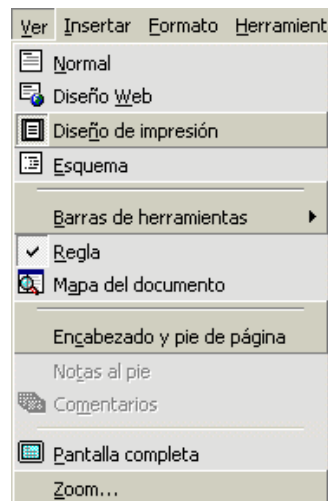 Ver Insertar Formato Herramient
Normal
Diseño Web
Diseño de impresión
Esquema
Barras de herramientas
Regla
Mapa del documento
Encabezado y pie de página
Notas al pie
Comentarios
Pantalla completa
Zoom...